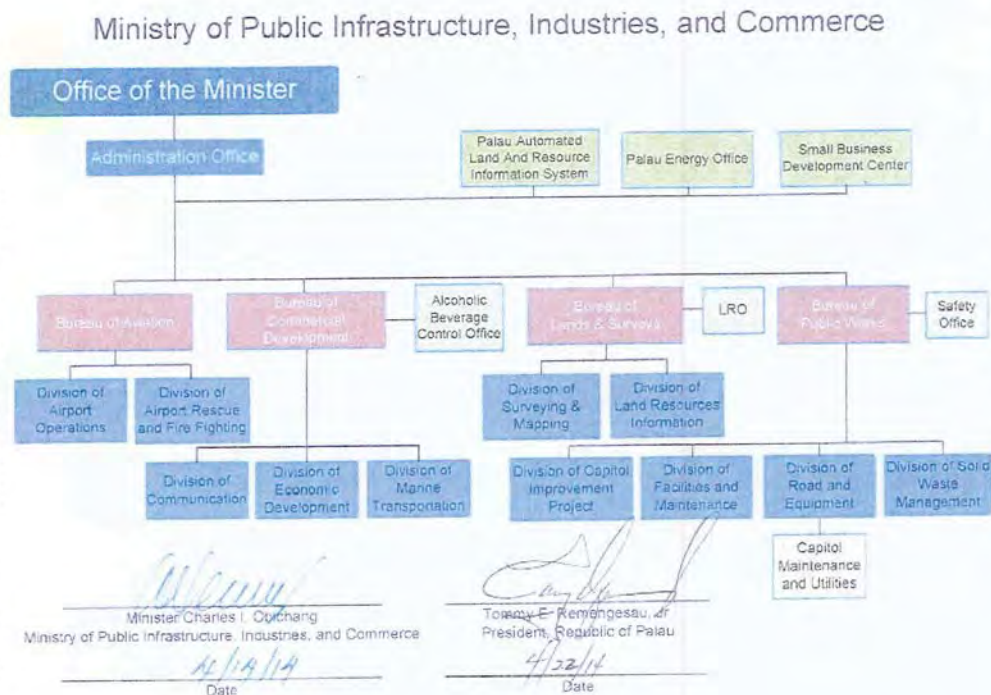 Ministry of Public Infrastructure, Industries, and Commerce
Office of the Minister
Administration Office
Palau Automated
Land And Resource
Information System
Palau Energy Office
Small Business
Development Center
Bureau of Aviation
Bureau of
Commercial
Development
Alcoholic
Beverage
Control Office
Bureau of
Lands & Surveys
LRO
Bureau of
Public Works
Safety
Office
Division of
Airport
Operations
Division of
Airport Rescue
and Fire Fighting
Division of
Surveying &
Mapping
Division of
Land Resources
Information
Division of
Communication
Division of
Economic
Development
Division of
Marine
Transportation
Division of Capitol
Improvement
Project
Division of
Facilities and
Maintenance
Division of
Road and
Equipment
Division of Solid
Waste
Management
Capitol
Maintenance
and Utilities
Minister Charles I. Obichang
Ministry of Public Infrastructure, Industries, and Commerce
4/14/14
Date
Tommy E. Remengesau, Jr
President, Republic of Palau
4/22/14
Date